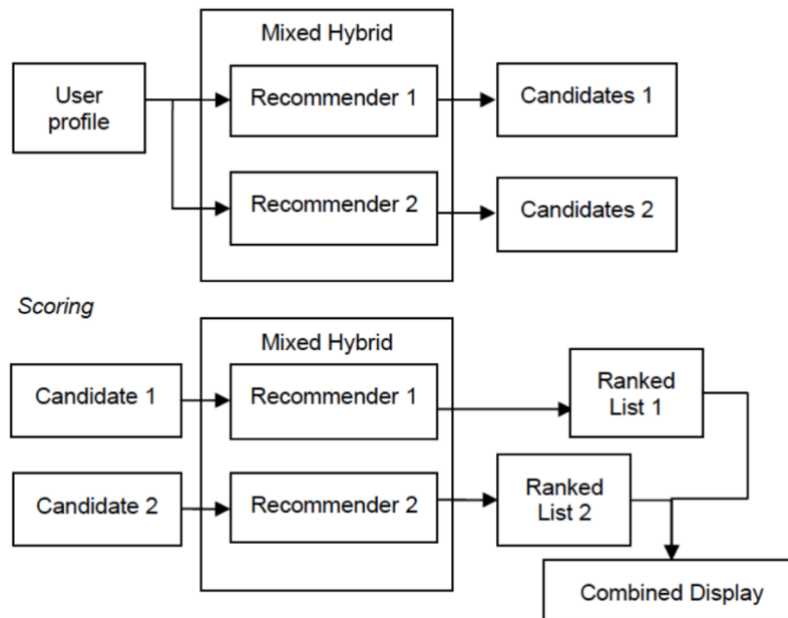 Mixed Hybrid
User
profile
Recommender 1
Candidates 1
Recommender 2
Candidates 2
Scoring
Mixed Hybrid
Candidate 1
Recommender 1
Ranked
List 1
Candidate 2
Recommender 2
Ranked
List 2
Combined Display